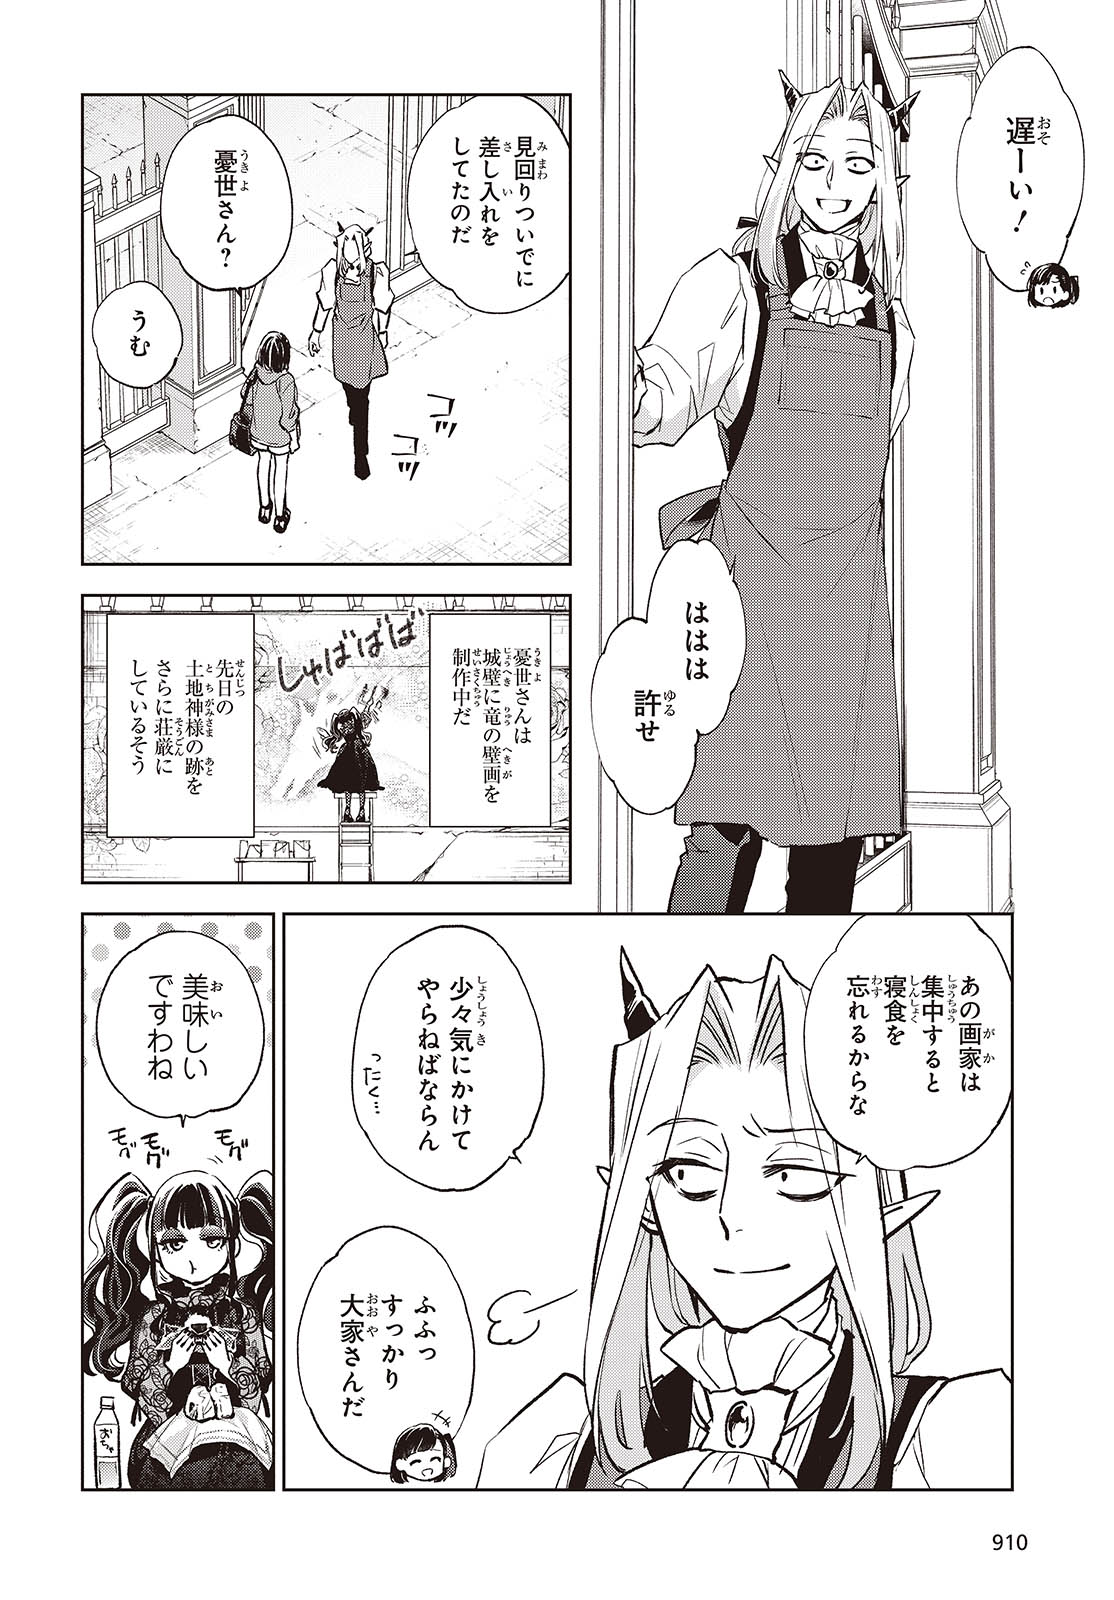 遅ーい!
ははは
許せ
見回りついでに
差し入れを
してたのだ
憂世さん?
うむ
コツ
コツ
憂世さんは
城壁に竜の壁画を
制作中だ
しゅばばば
先日の
土地神様の跡を
さらに荘厳に
しているそう
あの画家は
集中すると
寝食を
忘れるからな
少々気にかけて
やらねばならん
ったく…
ふふっ
すっかり
大家さんだ
美味しい
ですわね
モグ
モグ
モグ
おちゃ
910